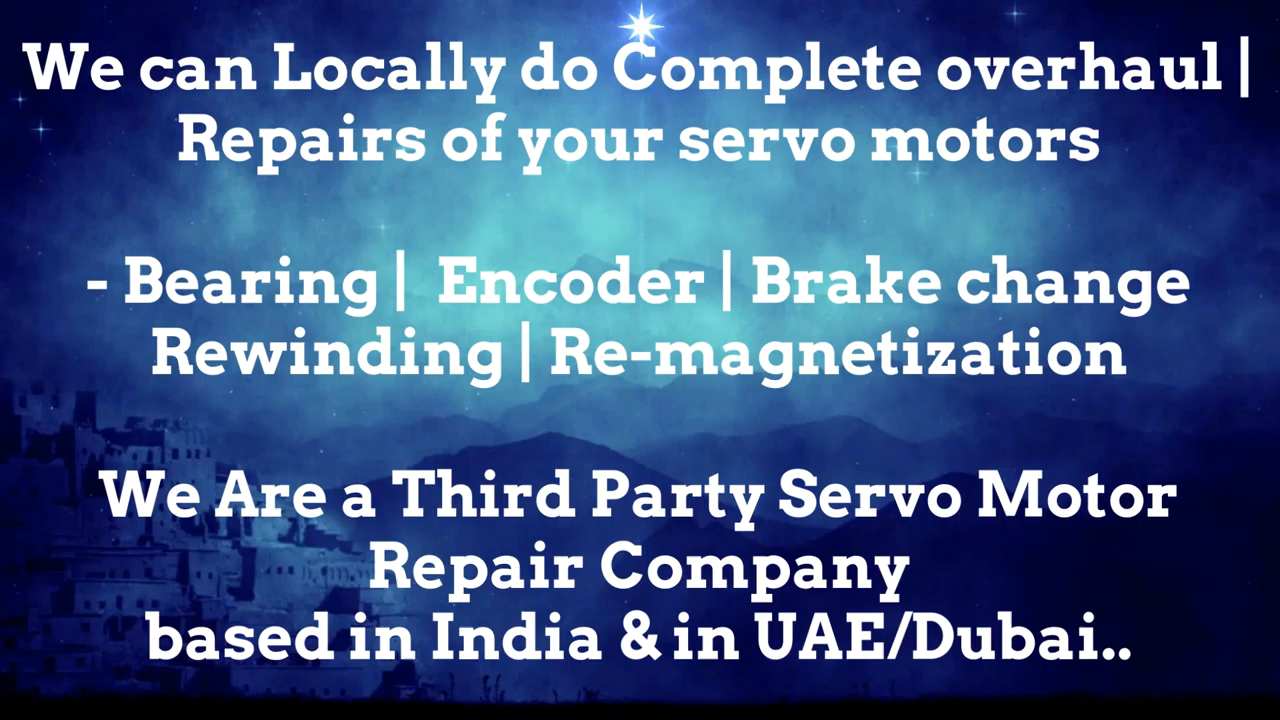 We can Locally do Complete overhaul |
Repairs of your servo motors
- Bearing | Encoder | Brake change
Rewinding | Re-magnetization
We Are a Third Party Servo Motor
Repair Company
based in India & in UAE/Dubai..